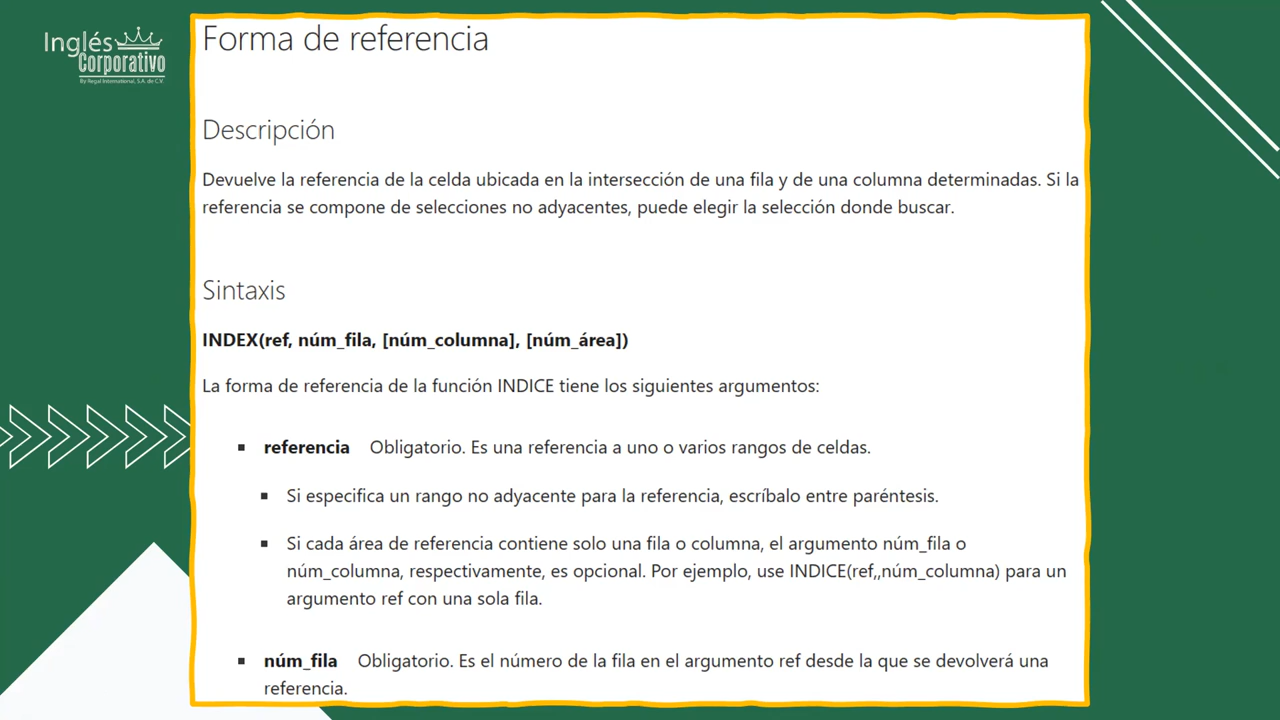 Inglés
Corporativo
By Regal International, S.A. de C.V.
Forma de referencia
Descripción
Devuelve la referencia de la celda ubicada en la intersección de una fila y de una columna determinadas. Si la
referencia se compone de selecciones no adyacentes, puede elegir la selección donde buscar.
Sintaxis
INDEX(ref, núm_fila, [núm_columna], [núm_área])
La forma de referencia de la función INDICE tiene los siguientes argumentos:
▪ referencia Obligatorio. Es una referencia a uno o varios rangos de celdas.
▪ Si especifica un rango no adyacente para la referencia, escríbalo entre paréntesis.
▪ Si cada área de referencia contiene solo una fila o columna, el argumento núm_fila o
núm_columna, respectivamente, es opcional. Por ejemplo, use INDICE(ref,,núm_columna) para un
argumento ref con una sola fila.
▪ núm_fila Obligatorio. Es el número de la fila en el argumento ref desde la que se devolverá una
referencia.